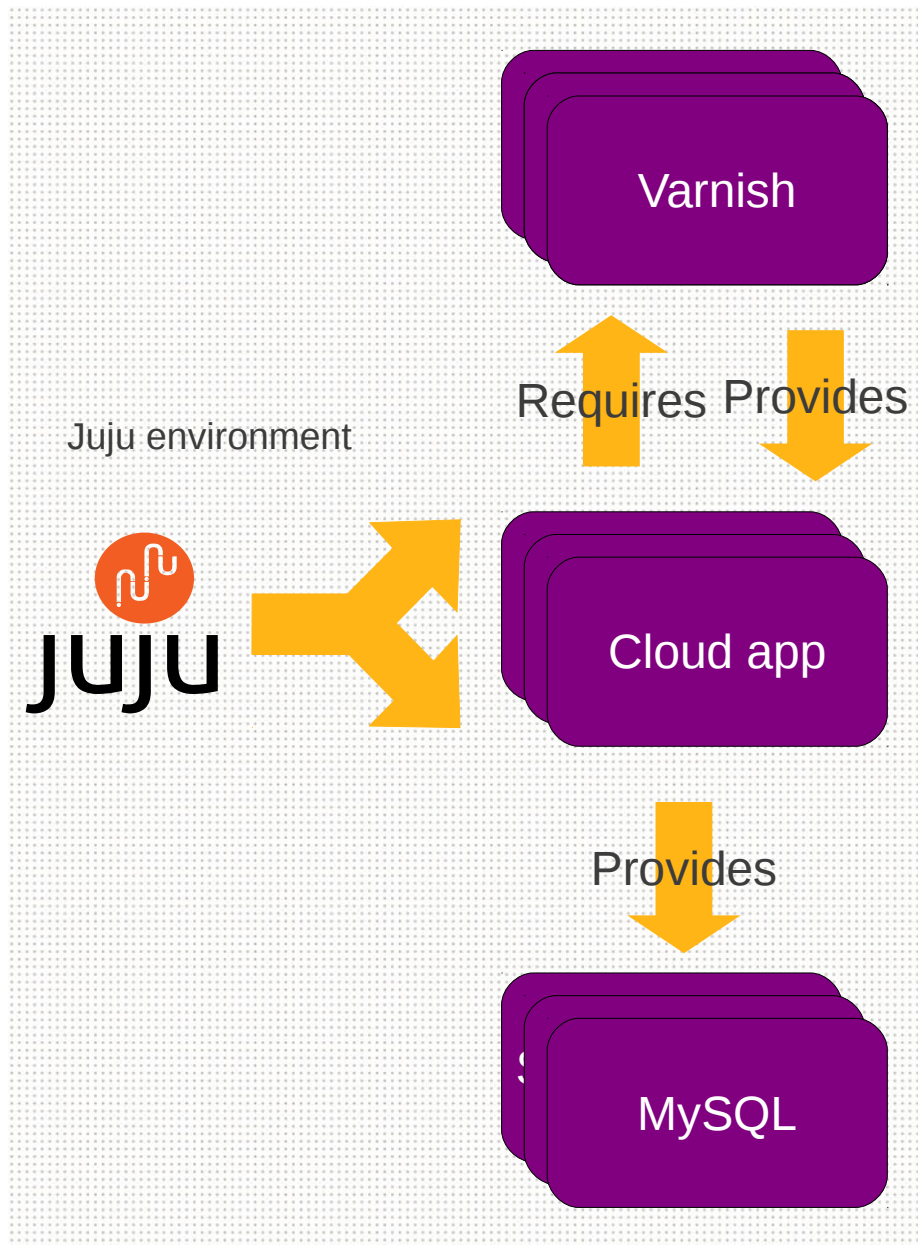 Varnish
Requires
Provides
Juju environment
juju
Cloud app
Provides
MySQL